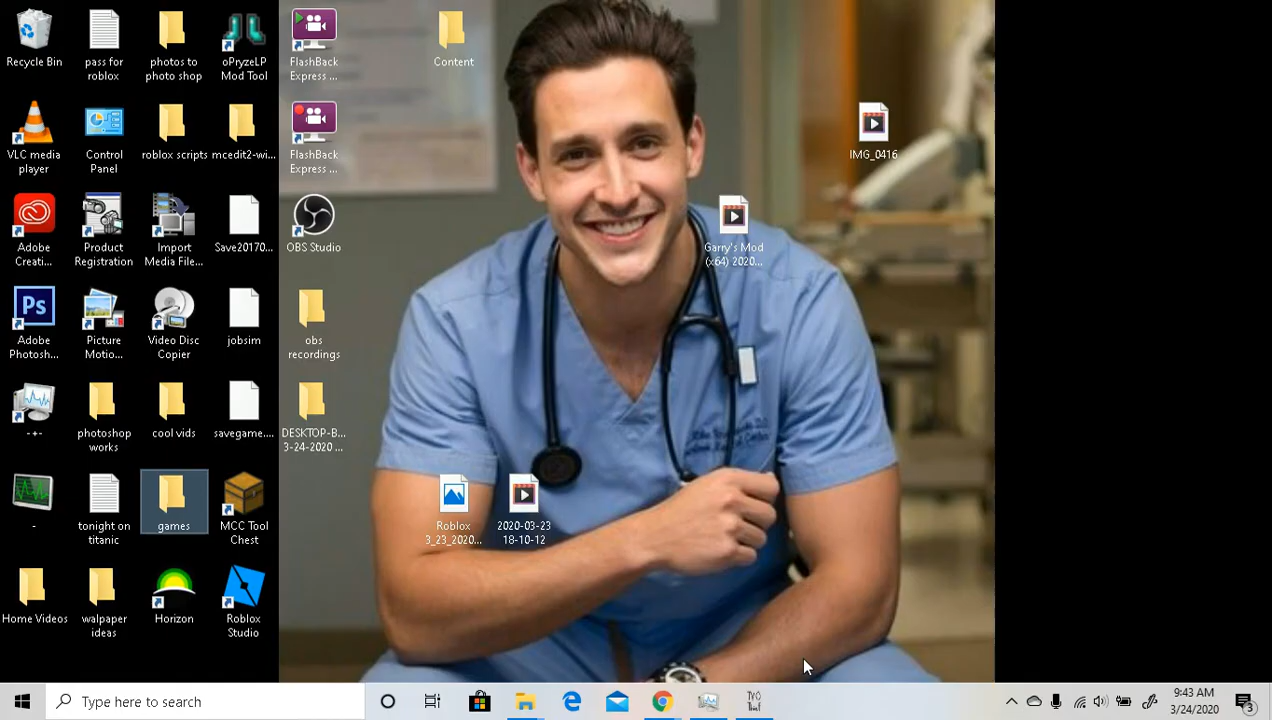 Recycle Bin
pass for
roblox
photos to
photo shop
oPryzeLP
Mod Tool
FlashBack
Express ...
Content
VLC media
player
Control
Panel
roblox scripts
mcedit2-wi...
FlashBack
Express ...
IMG_0416
Adobe
Creati...
Product
Registration
Import
Media File...
Save20170...
OBS Studio
Garry's Mod
(x64) 2020...
Ps
Adobe
Photosh...
Picture
Motio...
Video Disc
Copier
jobsim
obs
recordings
-+-
photoshop
works
cool vids
savegame....
DESKTOP-B...
3-24-2020 ...
-
tonight on
titanic
games
MCC Tool
Chest
Roblox
3_23_2020...
2020-03-23
18-10-12
Home Videos
walpaper
ideas
Horizon
Roblox
Studio
Type here to search
9:43 AM
3/24/2020
3